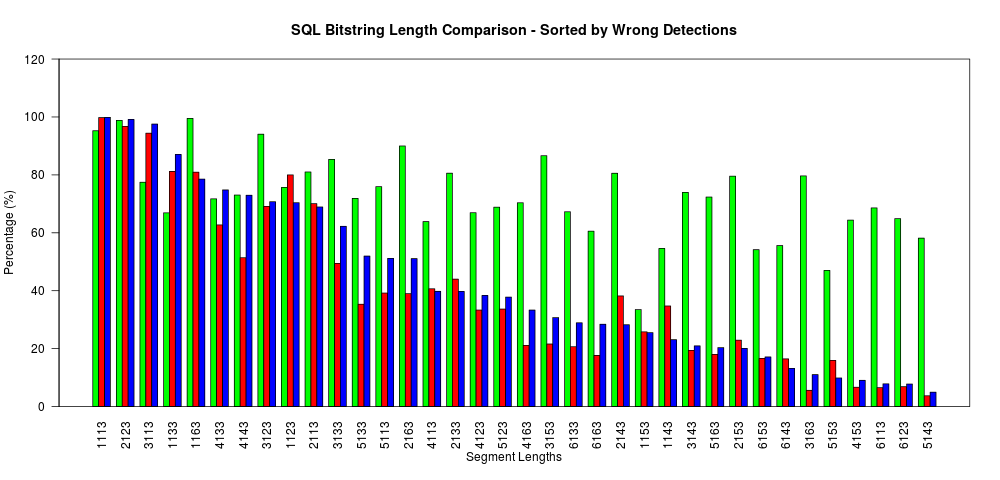 SQL Bitstring Length Comparison - Sorted by Wrong Detections
Percentage (%)
120
100
80
60
40
20
0
1113 2123 3113 1133 1163 4133 4143 3123 1123 2113 3133 5133 5113 2163 4113 2133 4123 5123 4163 3153 6133 6163 2143 1153 1143 3143 5163 2153 6153 6143 3163 5153 4153 6113 6123 5143
Segment Lengths